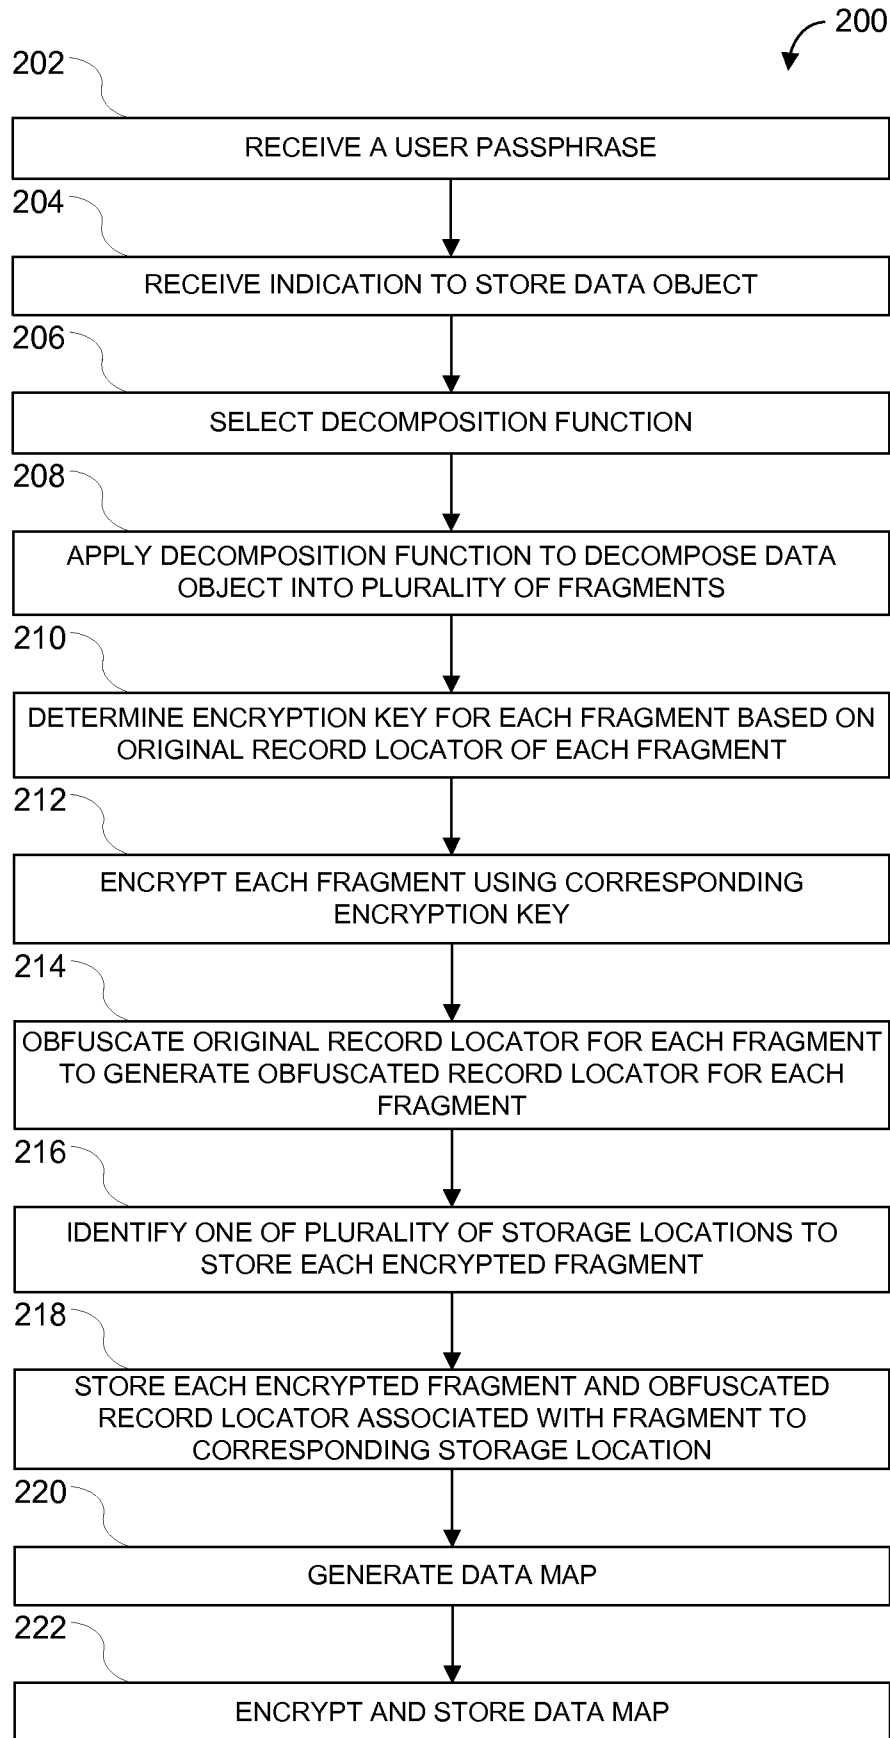 200
202
RECEIVE A USER PASSPHRASE
204
RECEIVE INDICATION TO STORE DATA OBJECT
206
SELECT DECOMPOSITION FUNCTION
208
APPLY DECOMPOSITION FUNCTION TO DECOMPOSE DATA
OBJECT INTO PLURALITY OF FRAGMENTS
210
DETERMINE ENCRYPTION KEY FOR EACH FRAGMENT BASED ON
ORIGINAL RECORD LOCATOR OF EACH FRAGMENT
212
ENCRYPT EACH FRAGMENT USING CORRESPONDING
ENCRYPTION KEY
214
OBFUSCATE ORIGINAL RECORD LOCATOR FOR EACH FRAGMENT
TO GENERATE OBFUSCATED RECORD LOCATOR FOR EACH
FRAGMENT
216
IDENTIFY ONE OF PLURALITY OF STORAGE LOCATIONS TO
STORE EACH ENCRYPTED FRAGMENT
218
STORE EACH ENCRYPTED FRAGMENT AND OBFUSCATED
RECORD LOCATOR ASSOCIATED WITH FRAGMENT TO
CORRESPONDING STORAGE LOCATION
220
GENERATE DATA MAP
222
ENCRYPT AND STORE DATA MAP